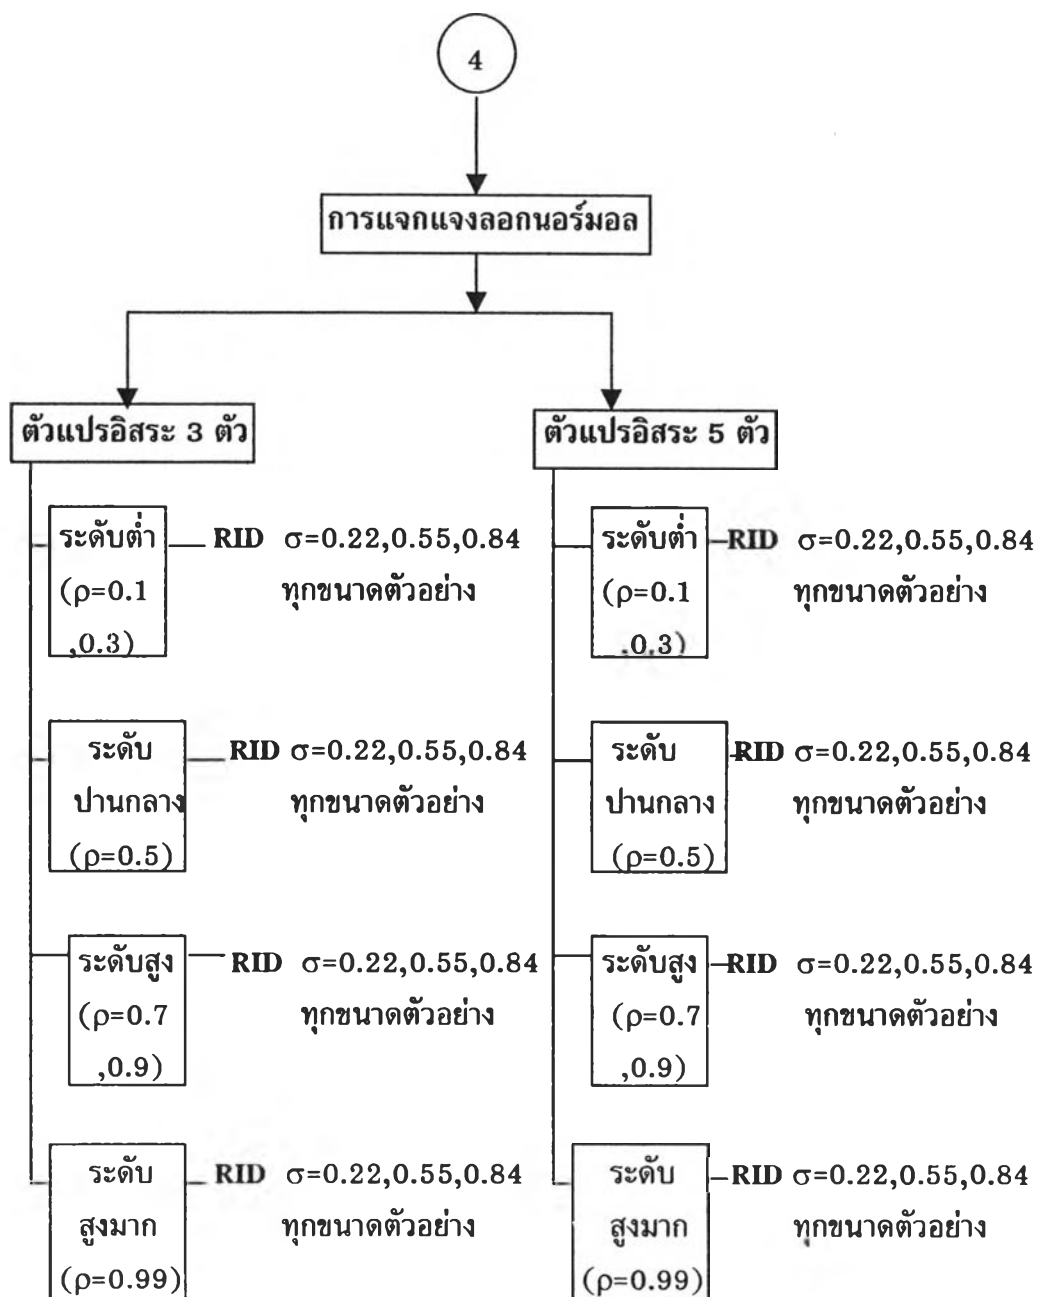 4
การแจกแจงลอกนอร์มอล
ตัวแปรอิสระ 3 ตัว
ระดับต่ำ
(ρ=0.1
,0.3)
RID σ=0.22,0.55,0.84
ทุกขนาดตัวอย่าง
ระดับ
ปานกลาง
(ρ=0.5)
RID σ=0.22,0.55,0.84
ทุกขนาดตัวอย่าง
ระดับสูง
(ρ=0.7
,0.9)
RID σ=0.22,0.55,0.84
ทุกขนาดตัวอย่าง
ระดับ
สูงมาก
(ρ=0.99)
RID σ=0.22,0.55,0.84
ทุกขนาดตัวอย่าง
ตัวแปรอิสระ 5 ตัว
ระดับต่ำ
(ρ=0.1
,0.3)
RID σ=0.22,0.55,0.84
ทุกขนาดตัวอย่าง
ระดับ
ปานกลาง
(ρ=0.5)
RID σ=0.22,0.55,0.84
ทุกขนาดตัวอย่าง
ระดับสูง
(ρ=0.7
,0.9)
RID σ=0.22,0.55,0.84
ทุกขนาดตัวอย่าง
ระดับ
สูงมาก
(ρ=0.99)
RID σ=0.22,0.55,0.84
ทุกขนาดตัวอย่าง